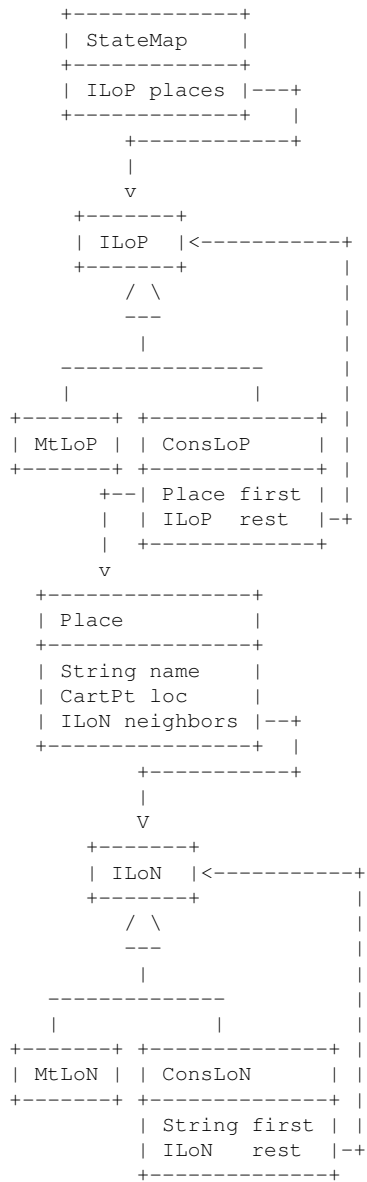 StateMap
ILoP places
ILoP
MtLoP
ConsLoP
Place first
ILoP rest
Place
String name
CartPt loc
ILoN neighbors
ILoN
MtLoN
ConsLoN
String first
ILoN rest